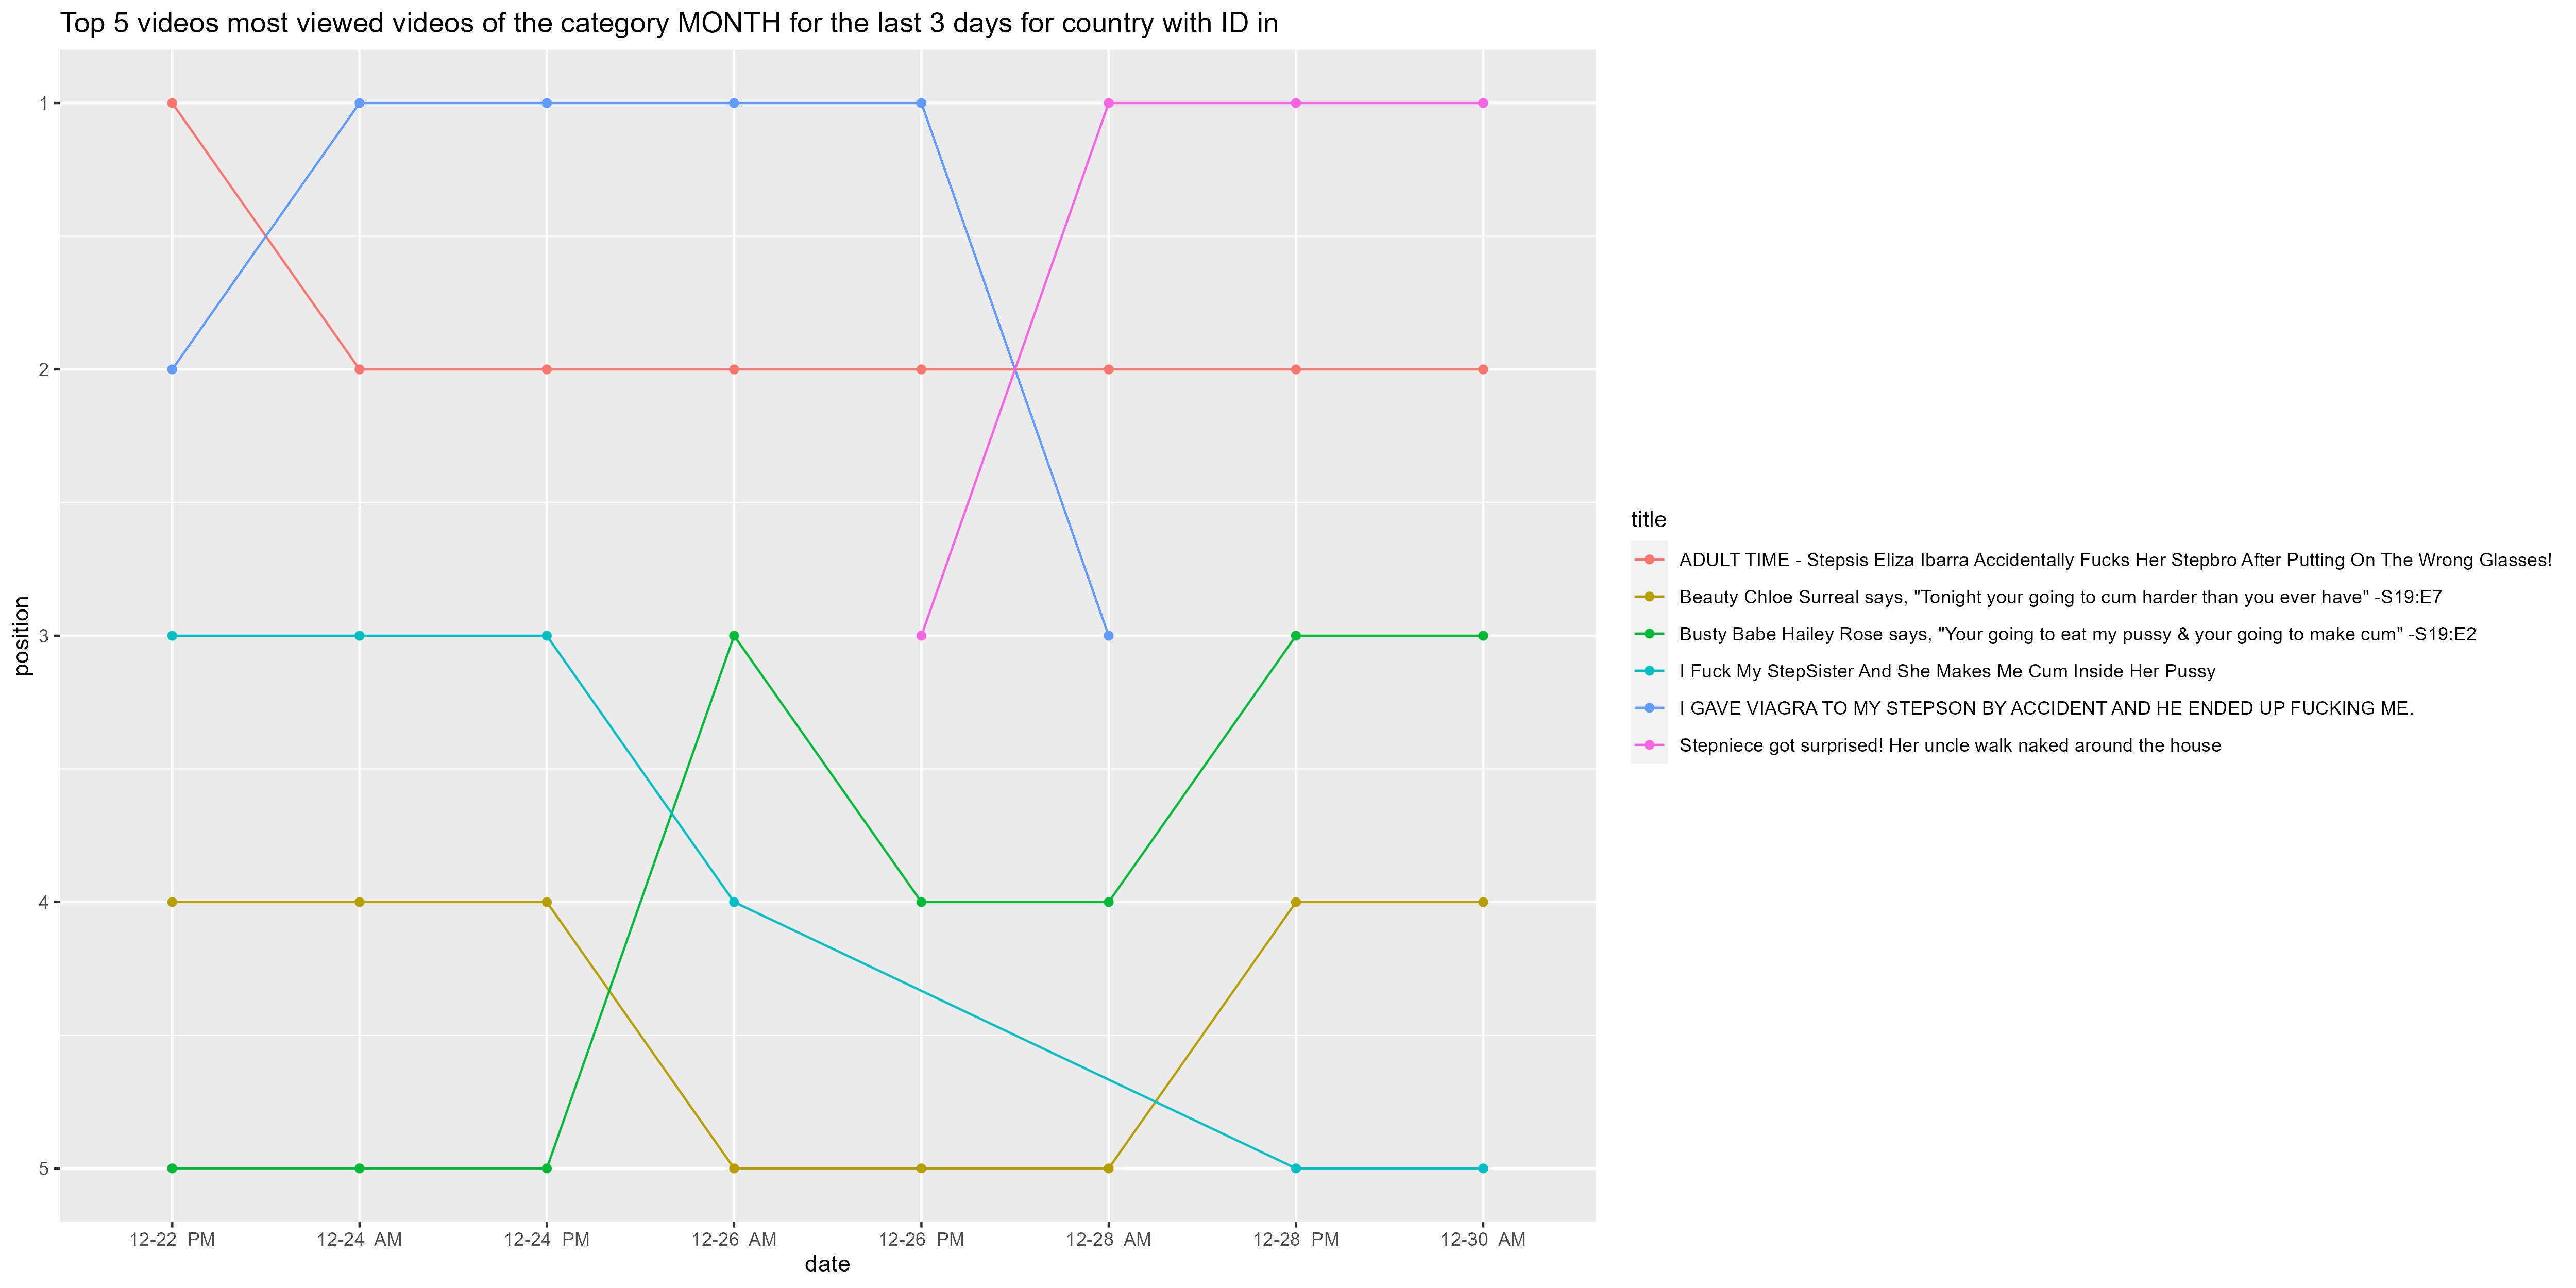 Top 5 videos most viewed videos of the category MONTH for the last 3 days for country with ID in
1
2
3
4
5
position
12-22 PM
12-24 AM
12-24 PM
12-26 AM
12-26 PM
12-28 AM
12-28 PM
12-30 AM
date
title
ADULT TIME - Stepsis Eliza Ibarra Accidentally Fucks Her Stepbro After Putting On The Wrong Glasses!
Beauty Chloe Surreal says, "Tonight your going to cum harder than you ever have" -S19:E7
Busty Babe Hailey Rose says, "Your going to eat my pussy & your going to make cum" -S19:E2
I Fuck My StepSister And She Makes Me Cum Inside Her Pussy
I GAVE VIAGRA TO MY STEPSON BY ACCIDENT AND HE ENDED UP FUCKING ME.
Stepniece got surprised! Her uncle walk naked around the house